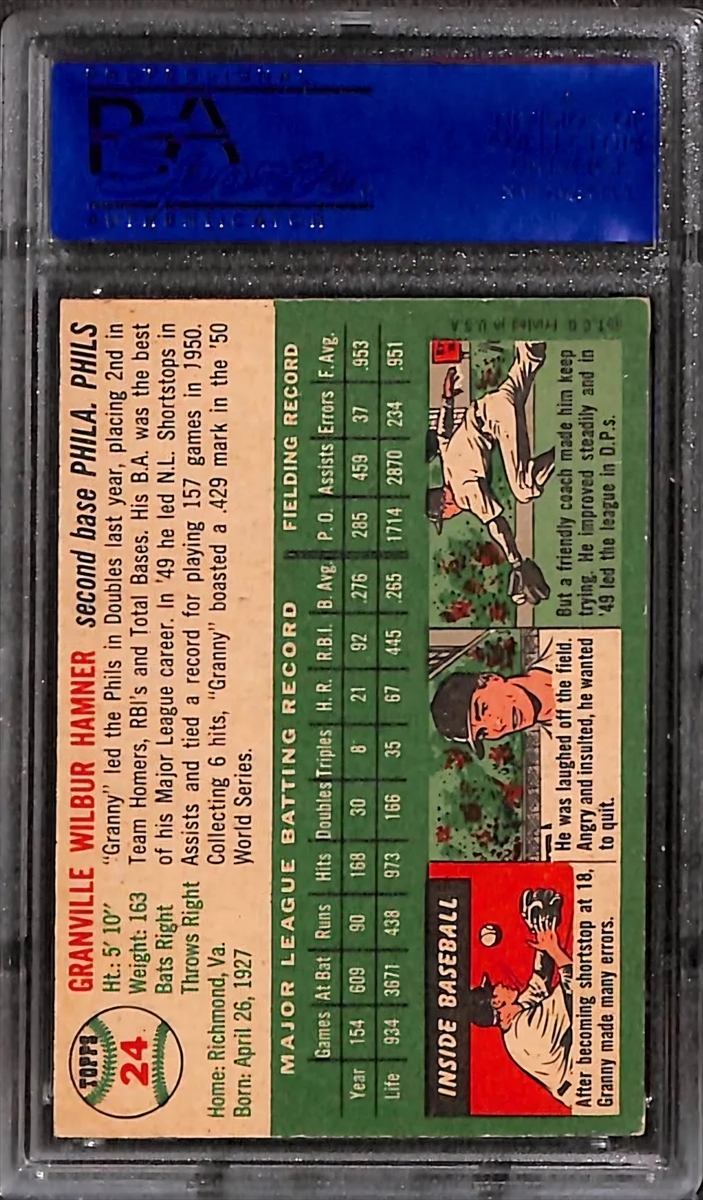 TOPPS
24
GRANVILLE WILBUR HAMNER second base PHILA. PHILS
Ht.: 5' 10"
Weight: 163
Bats Right
Throws Right
Home: Richmond, Va.
Born: April 26, 1927
"Granny" led the Phils in Doubles last year, placing 2nd in
Team Homers, RBI's and Total Bases. His B.A. was the best
of his Major League career. In '49 he led N.L. Shortstops in
Assists and tied a record for playing 157 games in 1950.
Collecting 6 hits, "Granny" boasted a .429 mark in the '50
World Series.
MAJOR LEAGUE BATTING RECORD FIELDING RECORD
Games At Bat Runs Hits Doubles Triples H.R. R.B.I. B. Avg. P.O. Assists Errors F. Avg.
Year 154 609 90 168 30 8 21 92 .276 285 459 37 .953
Life 934 3671 438 973 166 35 67 445 .265 1714 2870 234 .951
INSIDE BASEBALL
After becoming shortstop at 18,
Granny made many errors.
He was laughed off the field.
Angry and insulted, he wanted
to quit.
But a friendly coach made him keep
trying. He improved steadily and in
'49 led the league in D.P.s.
T.C.G. Printed in U.S.A.